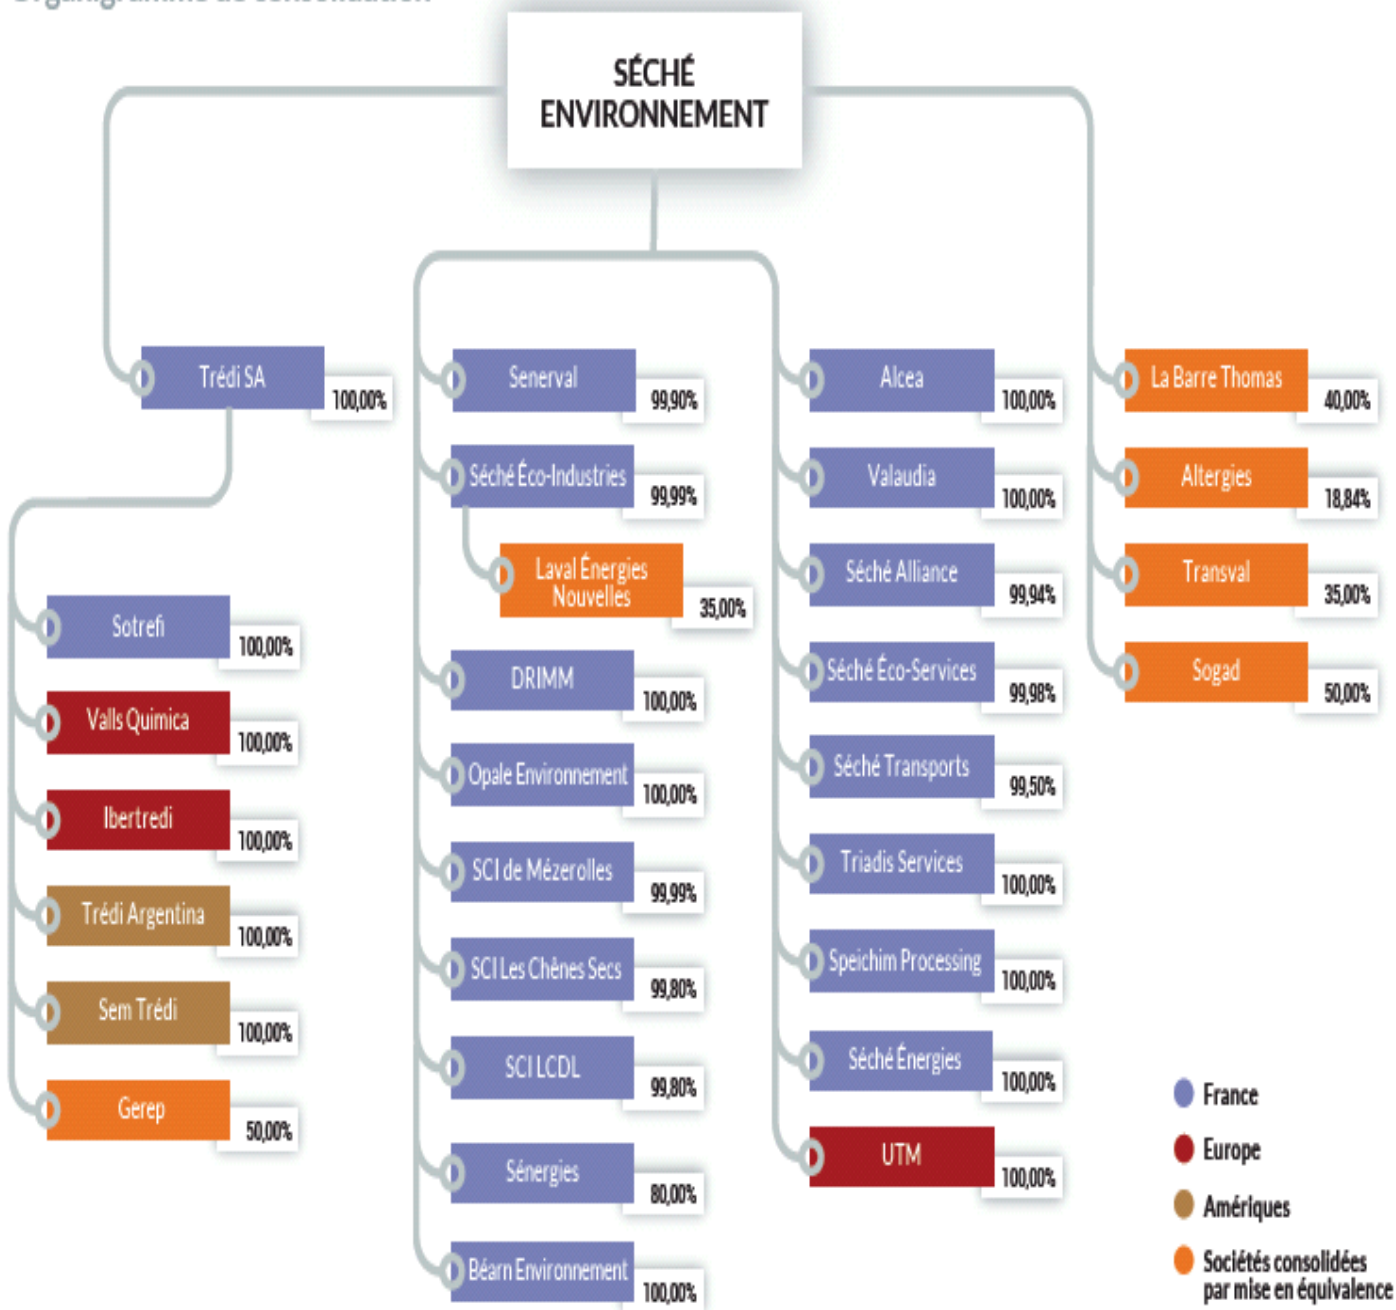 Organigramme de consolidation
SÉCHÉ
ENVIRONNEMENT
Trédi SA
100,00%
Sotrefi
100,00%
Valls Quimica
100,00%
Ibertredi
100,00%
Trédi Argentina
100,00%
Sem Trédi
100,00%
Gerep
50,00%
Senerval
99,90%
Séché Éco-Industries
99,99%
Laval Énergies
Nouvelles
35,00%
DRIMM
100,00%
Opale Environnement
100,00%
SCI de Mézerolles
99,99%
SCI Les Chênes Secs
99,80%
SCI LCDL
99,80%
Sénergies
80,00%
Béarn Environnement
100,00%
Alcea
100,00%
Valaudia
100,00%
Séché Alliance
99,94%
Séché Éco-Services
99,98%
Séché Transports
99,50%
Triadis Services
100,00%
Speichim Processing
100,00%
Séché Énergies
100,00%
UTM
100,00%
La Barre Thomas
40,00%
Altergies
18,84%
Transval
35,00%
Sogad
50,00%
France
Europe
Amériques
Sociétés consolidées
par mise en équivalence